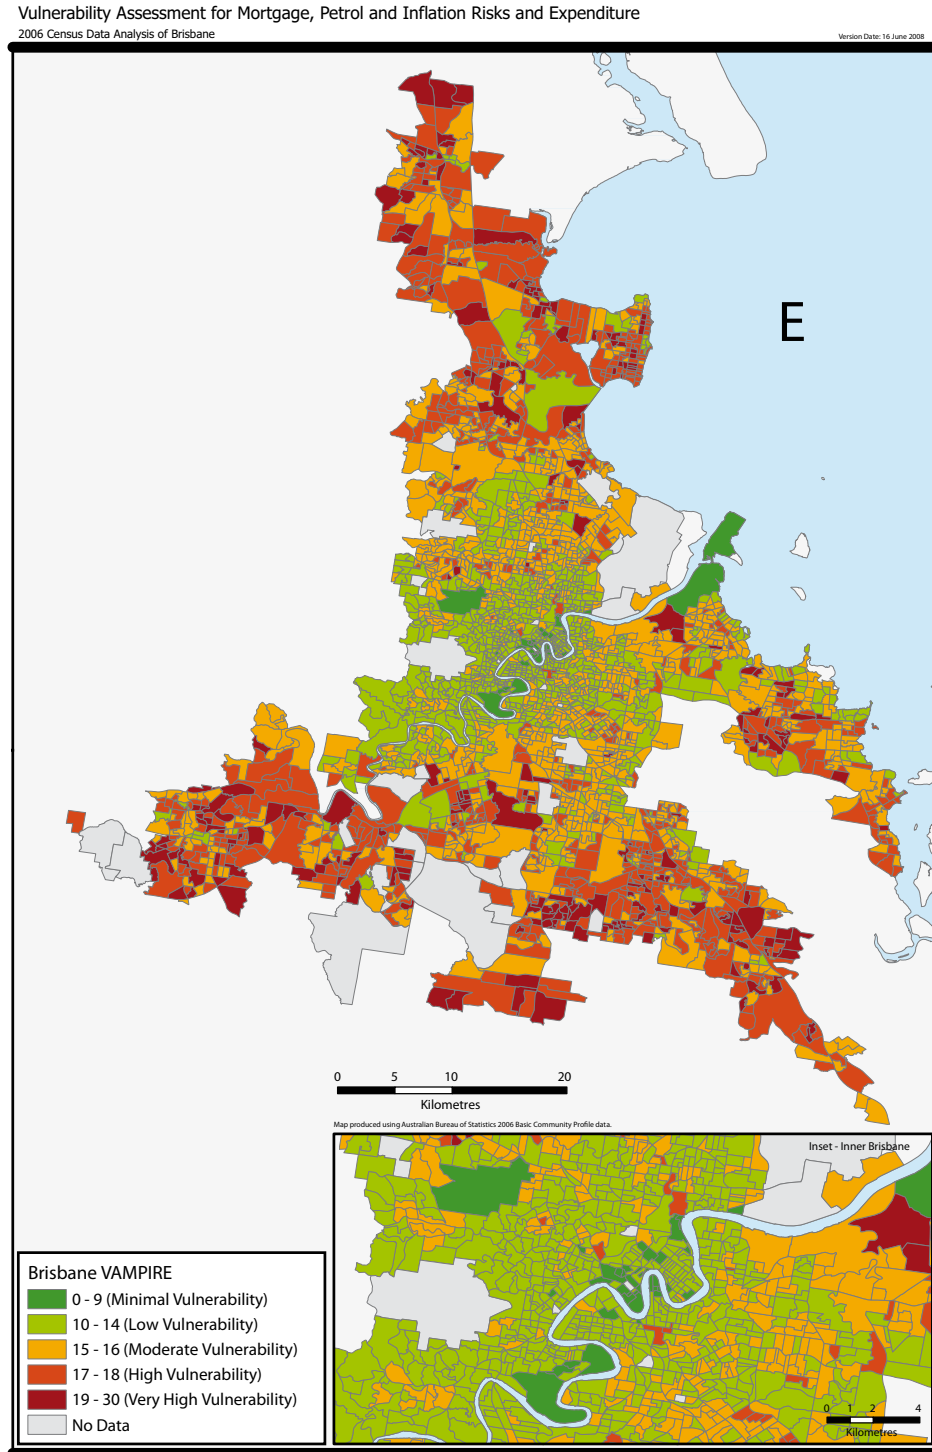 Vulnerability Assessment for Mortgage, Petrol and Inflation Risks and Expenditure
2006 Census Data Analysis of Brisbane
Version Date: 16 June 2008
E
0 5 10 20
Kilometres
Map produced using Australian Bureau of Statistics 2006 Basic Community Profile data.
Inset - Inner Brisbane
Brisbane VAMPIRE
0 - 9 (Minimal Vulnerability)
10 - 14 (Low Vulnerability)
15 - 16 (Moderate Vulnerability)
17 - 18 (High Vulnerability)
19 - 30 (Very High Vulnerability)
No Data
0 1 2 4
Kilometres